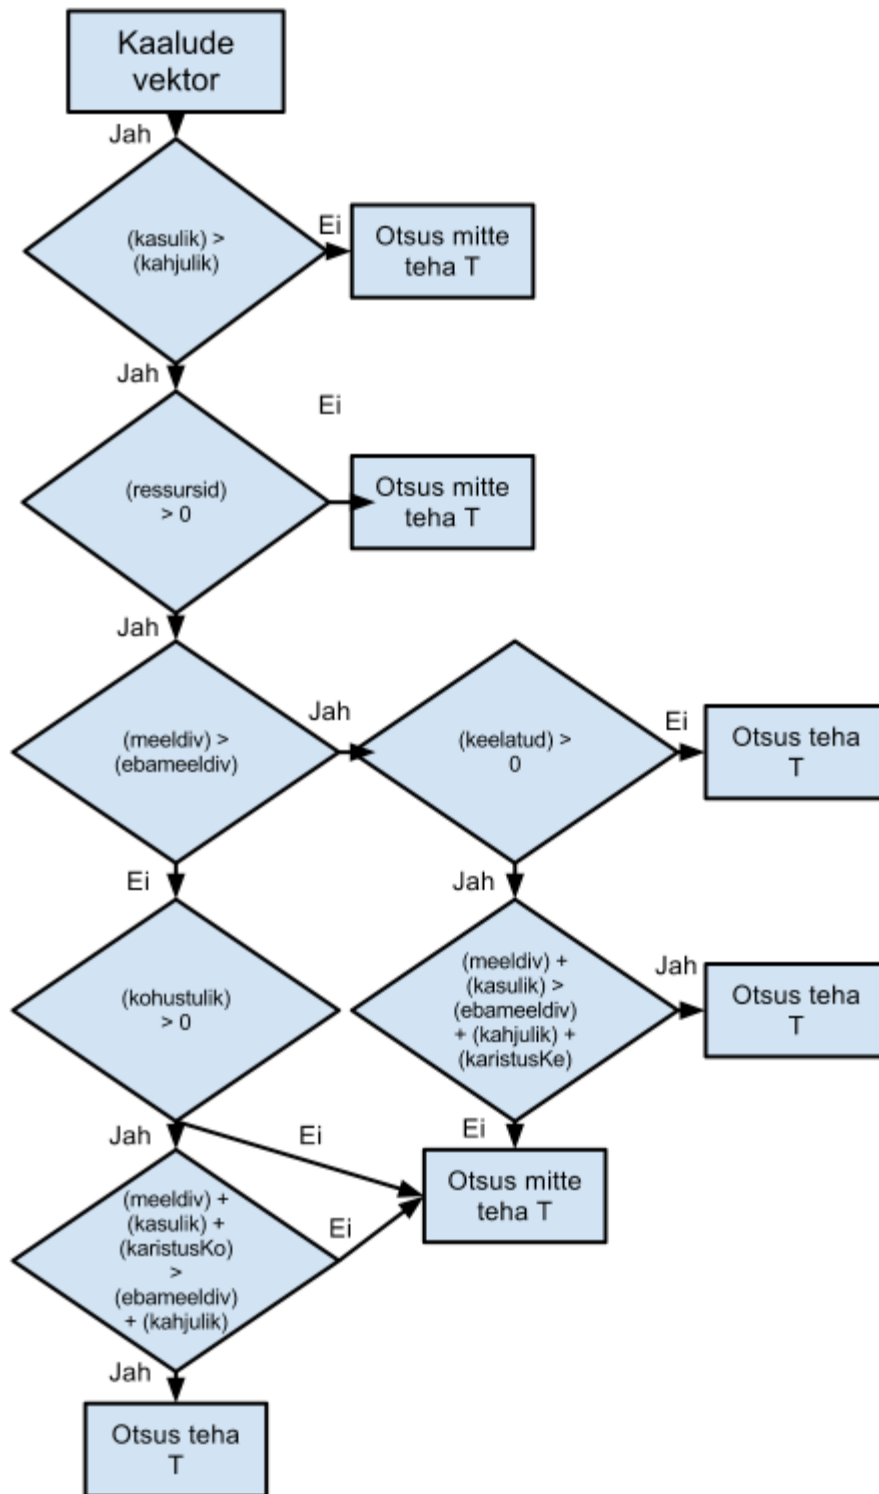 Kaalude
vektor
Jah
(kasulik) >
(kahjulik)
Ei
Otsus mitte
teha T
Jah
(ressursid)
> 0
Ei
Otsus mitte
teha T
Jah
(meeldiv) >
(ebameeldiv)
Jah
(keelatud) >
0
Ei
Otsus teha
T
Ei
(kohustulik)
> 0
Jah
(meeldiv) +
(kasulik) >
(ebameeldiv)
+ (kahjulik) +
(karistusKe)
Jah
Otsus teha
T
Jah
Ei
Ei
Otsus mitte
teha T
(meeldiv) +
(kasulik) +
(karistusKo)
>
(ebameeldiv)
+ (kahjulik)
Ei
Jah
Otsus teha
T